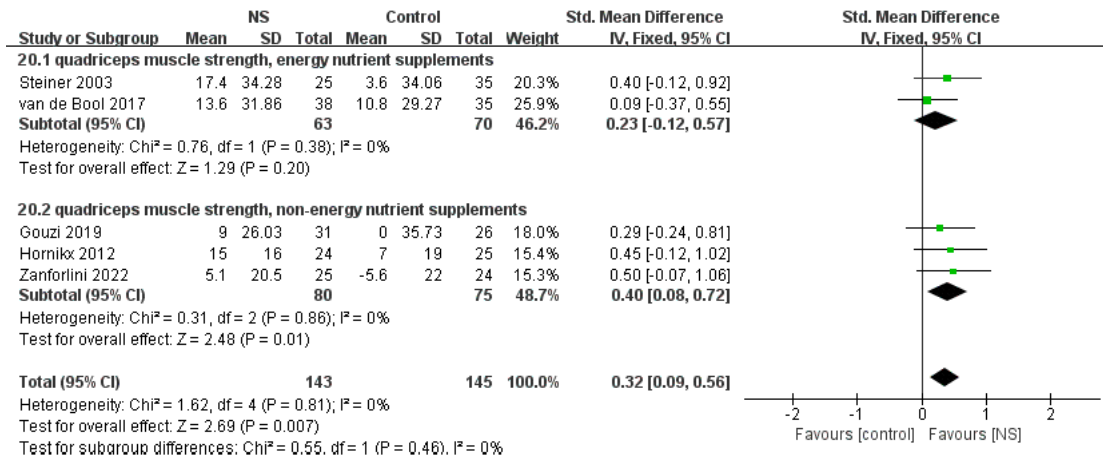 NS Control Std. Mean Difference Std. Mean Difference
Study or Subgroup Mean SD Total Mean SD Total Weight IV, Fixed, 95% CI IV, Fixed, 95% CI
20.1 quadriceps muscle strength, energy nutrient supplements
Steiner 2003 17.4 34.28 25 3.6 34.06 35 20.3% 0.40 [-0.12, 0.92]
van de Bool 2017 13.6 31.86 38 10.8 29.27 35 25.9% 0.09 [-0.37, 0.55]
Subtotal (95% CI) 63 70 46.2% 0.23 [-0.12, 0.57]
Heterogeneity: Chi² = 0.76, df = 1 (P = 0.38); I² = 0%
Test for overall effect: Z = 1.29 (P = 0.20)
20.2 quadriceps muscle strength, non-energy nutrient supplements
Gouzi 2019 9 26.03 31 0 35.73 26 18.0% 0.29 [-0.24, 0.81]
Hornikx 2012 15 16 24 7 19 25 15.4% 0.45 [-0.12, 1.02]
Zanforlini 2022 5.1 20.5 25 -5.6 22 24 15.3% 0.50 [-0.07, 1.06]
Subtotal (95% CI) 80 75 48.7% 0.40 [0.08, 0.72]
Heterogeneity: Chi² = 0.31, df = 2 (P = 0.86); I² = 0%
Test for overall effect: Z = 2.48 (P = 0.01)
Total (95% CI) 143 145 100.0% 0.32 [0.09, 0.56]
Heterogeneity: Chi² = 1.62, df = 4 (P = 0.81); I² = 0%
Test for overall effect: Z = 2.69 (P = 0.007)
Test for subgroup differences: Chi² = 0.55, df = 1 (P = 0.46), I² = 0%
-2 -1 0 1 2
Favours [control] Favours [NS]